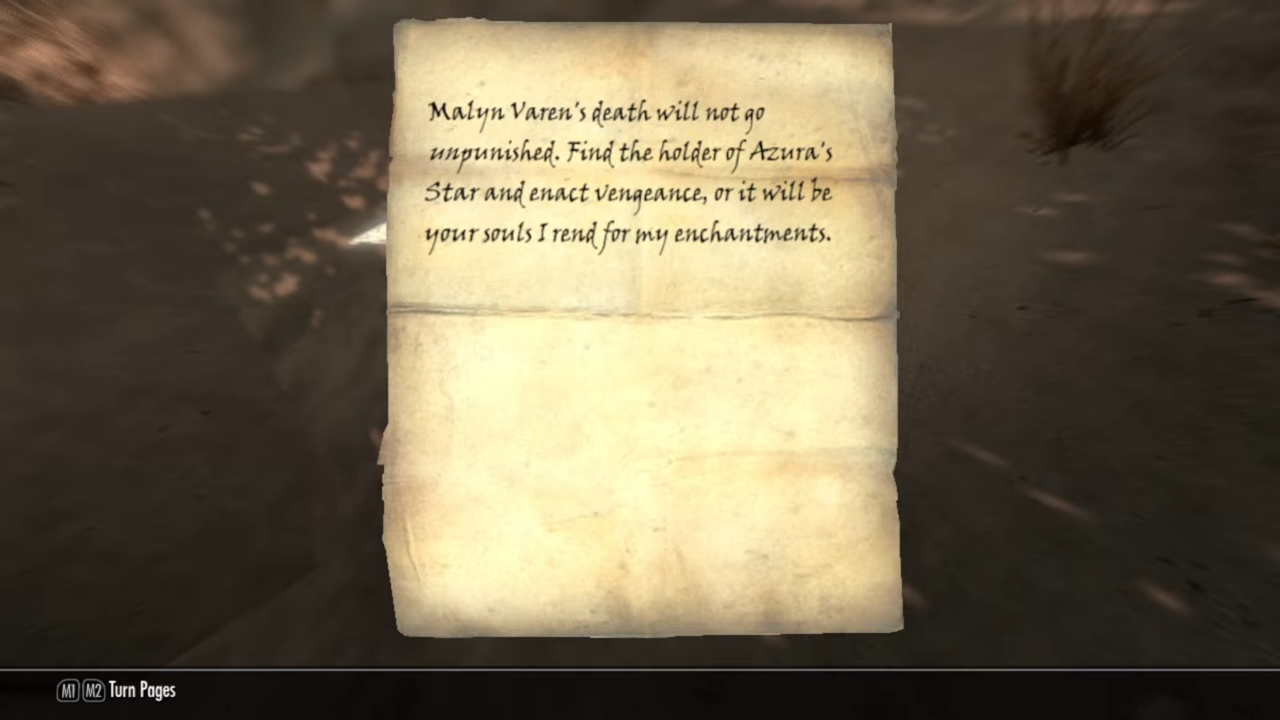 Malyn Varen's death will not go
unpunished. Find the holder of Azura's
Star and enact vengeance, or it will be
your souls I rend for my enchantments.
M1 M2 Turn Pages